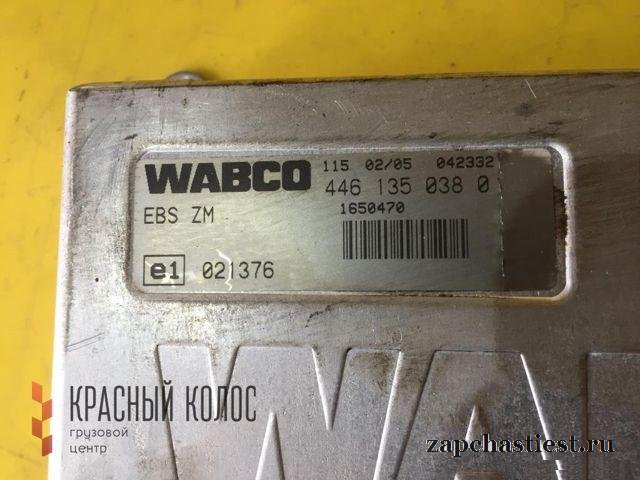 WABCO 115 02/05 042332
446 135 038 0
EBS ZM 1650470
e1 021376
WA
КРАСНЫЙ КОЛОС
грузовой
центр
zapchastiest.ru